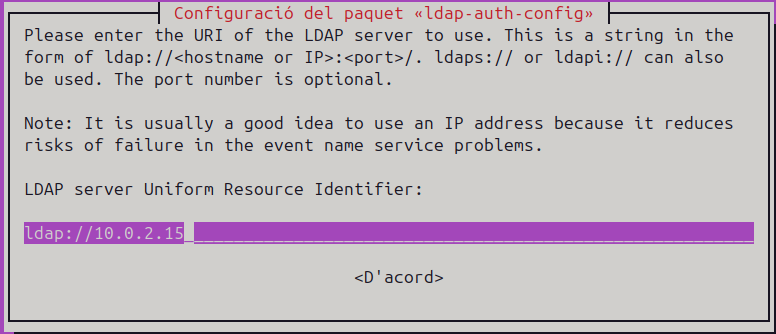 Configuració del paquet «ldap-auth-config»
Please enter the URI of the LDAP server to use. This is a string in the
form of ldap://<hostname or IP>:<port>/. ldaps:// or ldapi:// can also
be used. The port number is optional.
Note: It is usually a good idea to use an IP address because it reduces
risks of failure in the event name service problems.
LDAP server Uniform Resource Identifier:
ldap://10.0.2.15
<D'acord>